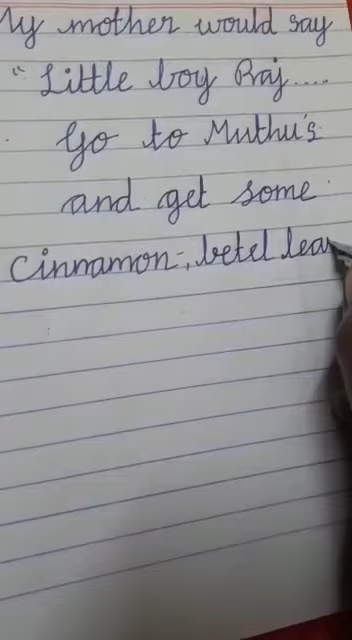 My mother would say
" Little boy Raj....
Go to Muthu's
and get some
Cinnamon-, betel lea